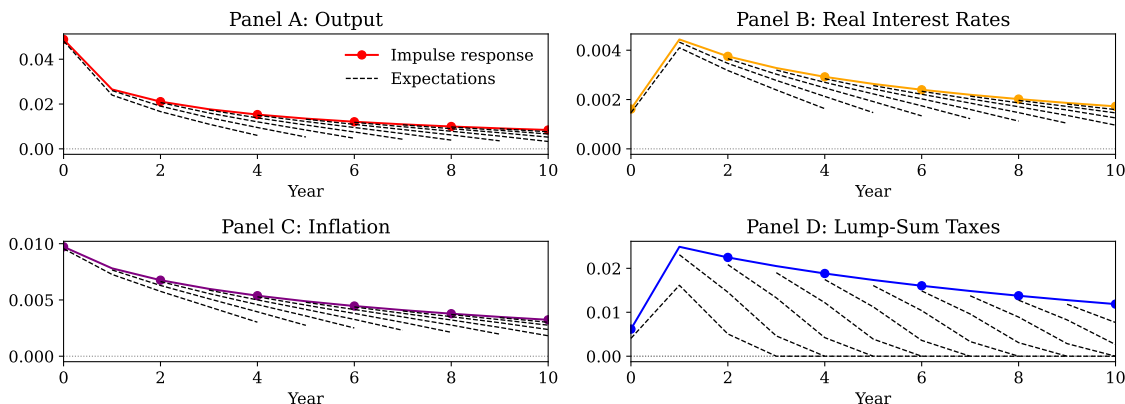 Panel A: Output
0.04
0.02
0.00
Impulse response
Expectations
0 2 4 6 8 10
Year
Panel B: Real Interest Rates
0.004
0.002
0.000
0 2 4 6 8 10
Year
Panel C: Inflation
0.010
0.005
0.000
0 2 4 6 8 10
Year
Panel D: Lump-Sum Taxes
0.02
0.01
0.00
0 2 4 6 8 10
Year